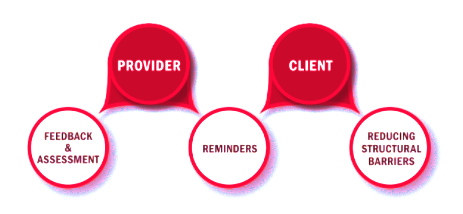 PROVIDER
CLIENT
FEEDBACK
&
ASSESSMENT
REMINDERS
REDUCING
STRUCTURAL
BARRIERS